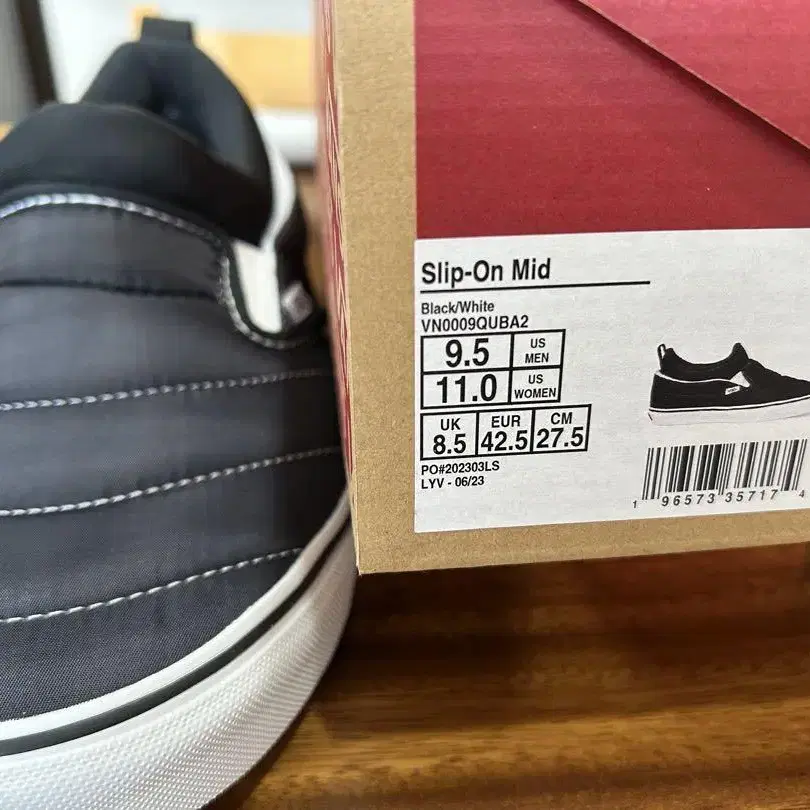 Slip-On Mid
Black/White
VN0009QUBA2
9.5 US MEN
11.0 US WOMEN
UK EUR CM
8.5 42.5 27.5
PO#202303LS
LYV - 06/23
1 96573 35717 4